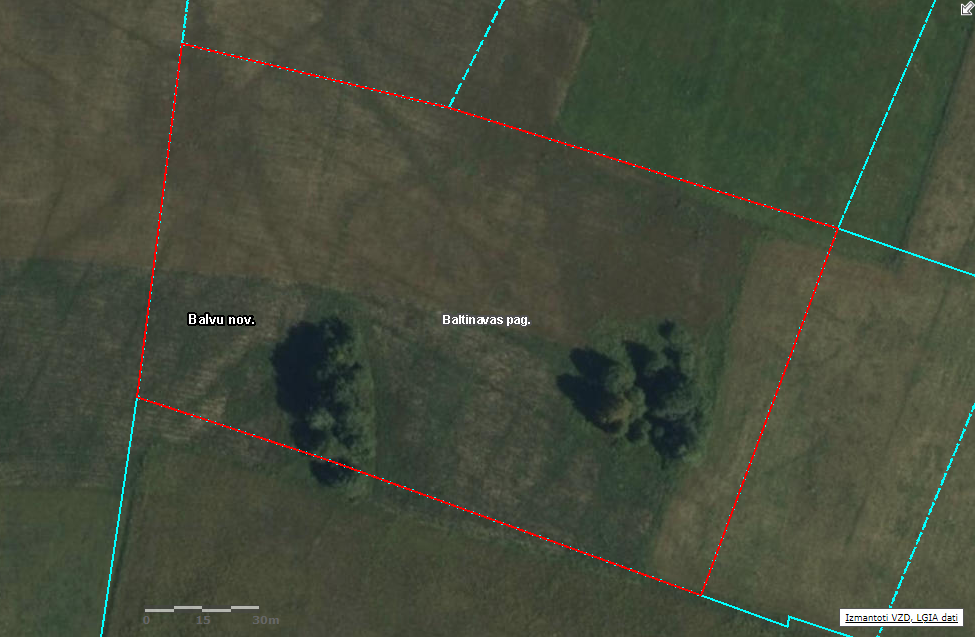 Balvu nov.
Baltinavas pag.
0 15 30m
Izmantoti VZD, LGIA dati